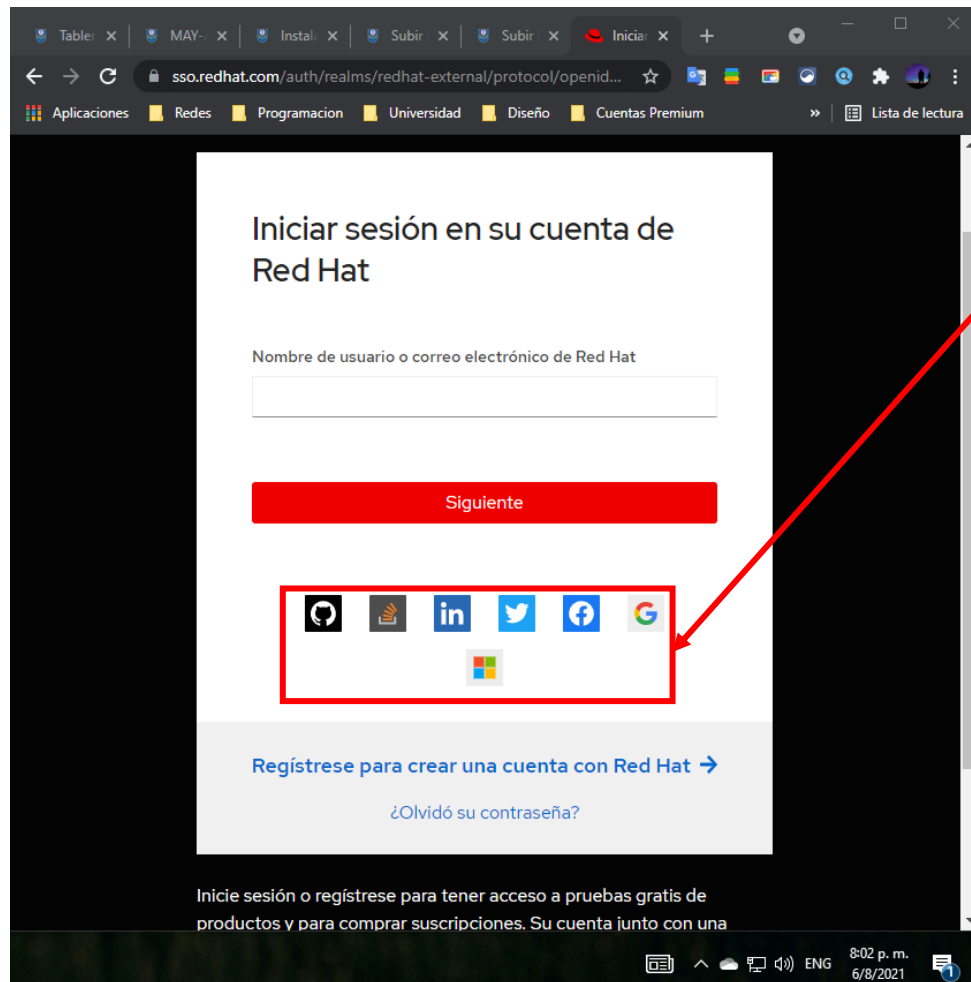 Tabler
MAY-
Instala
Subir
Subir
Iniciar
sso.redhat.com/auth/realms/redhat-external/protocol/openid...
Aplicaciones Redes Programacion Universidad Diseño Cuentas Premium » Lista de lectura
Iniciar sesión en su cuenta de
Red Hat
Nombre de usuario o correo electrónico de Red Hat
Siguiente
in
G
Regístrese para crear una cuenta con Red Hat →
¿Olvidó su contraseña?
Inicie sesión o regístrese para tener acceso a pruebas gratis de
productos y para comprar suscripciones. Su cuenta junto con una
ENG
8:02 p. m.
6/8/2021
1